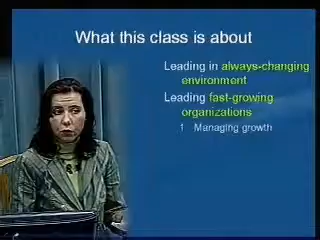 What this class is about
Leading in always-changing
environment
Leading fast-growing
organizations
1 Managing growth